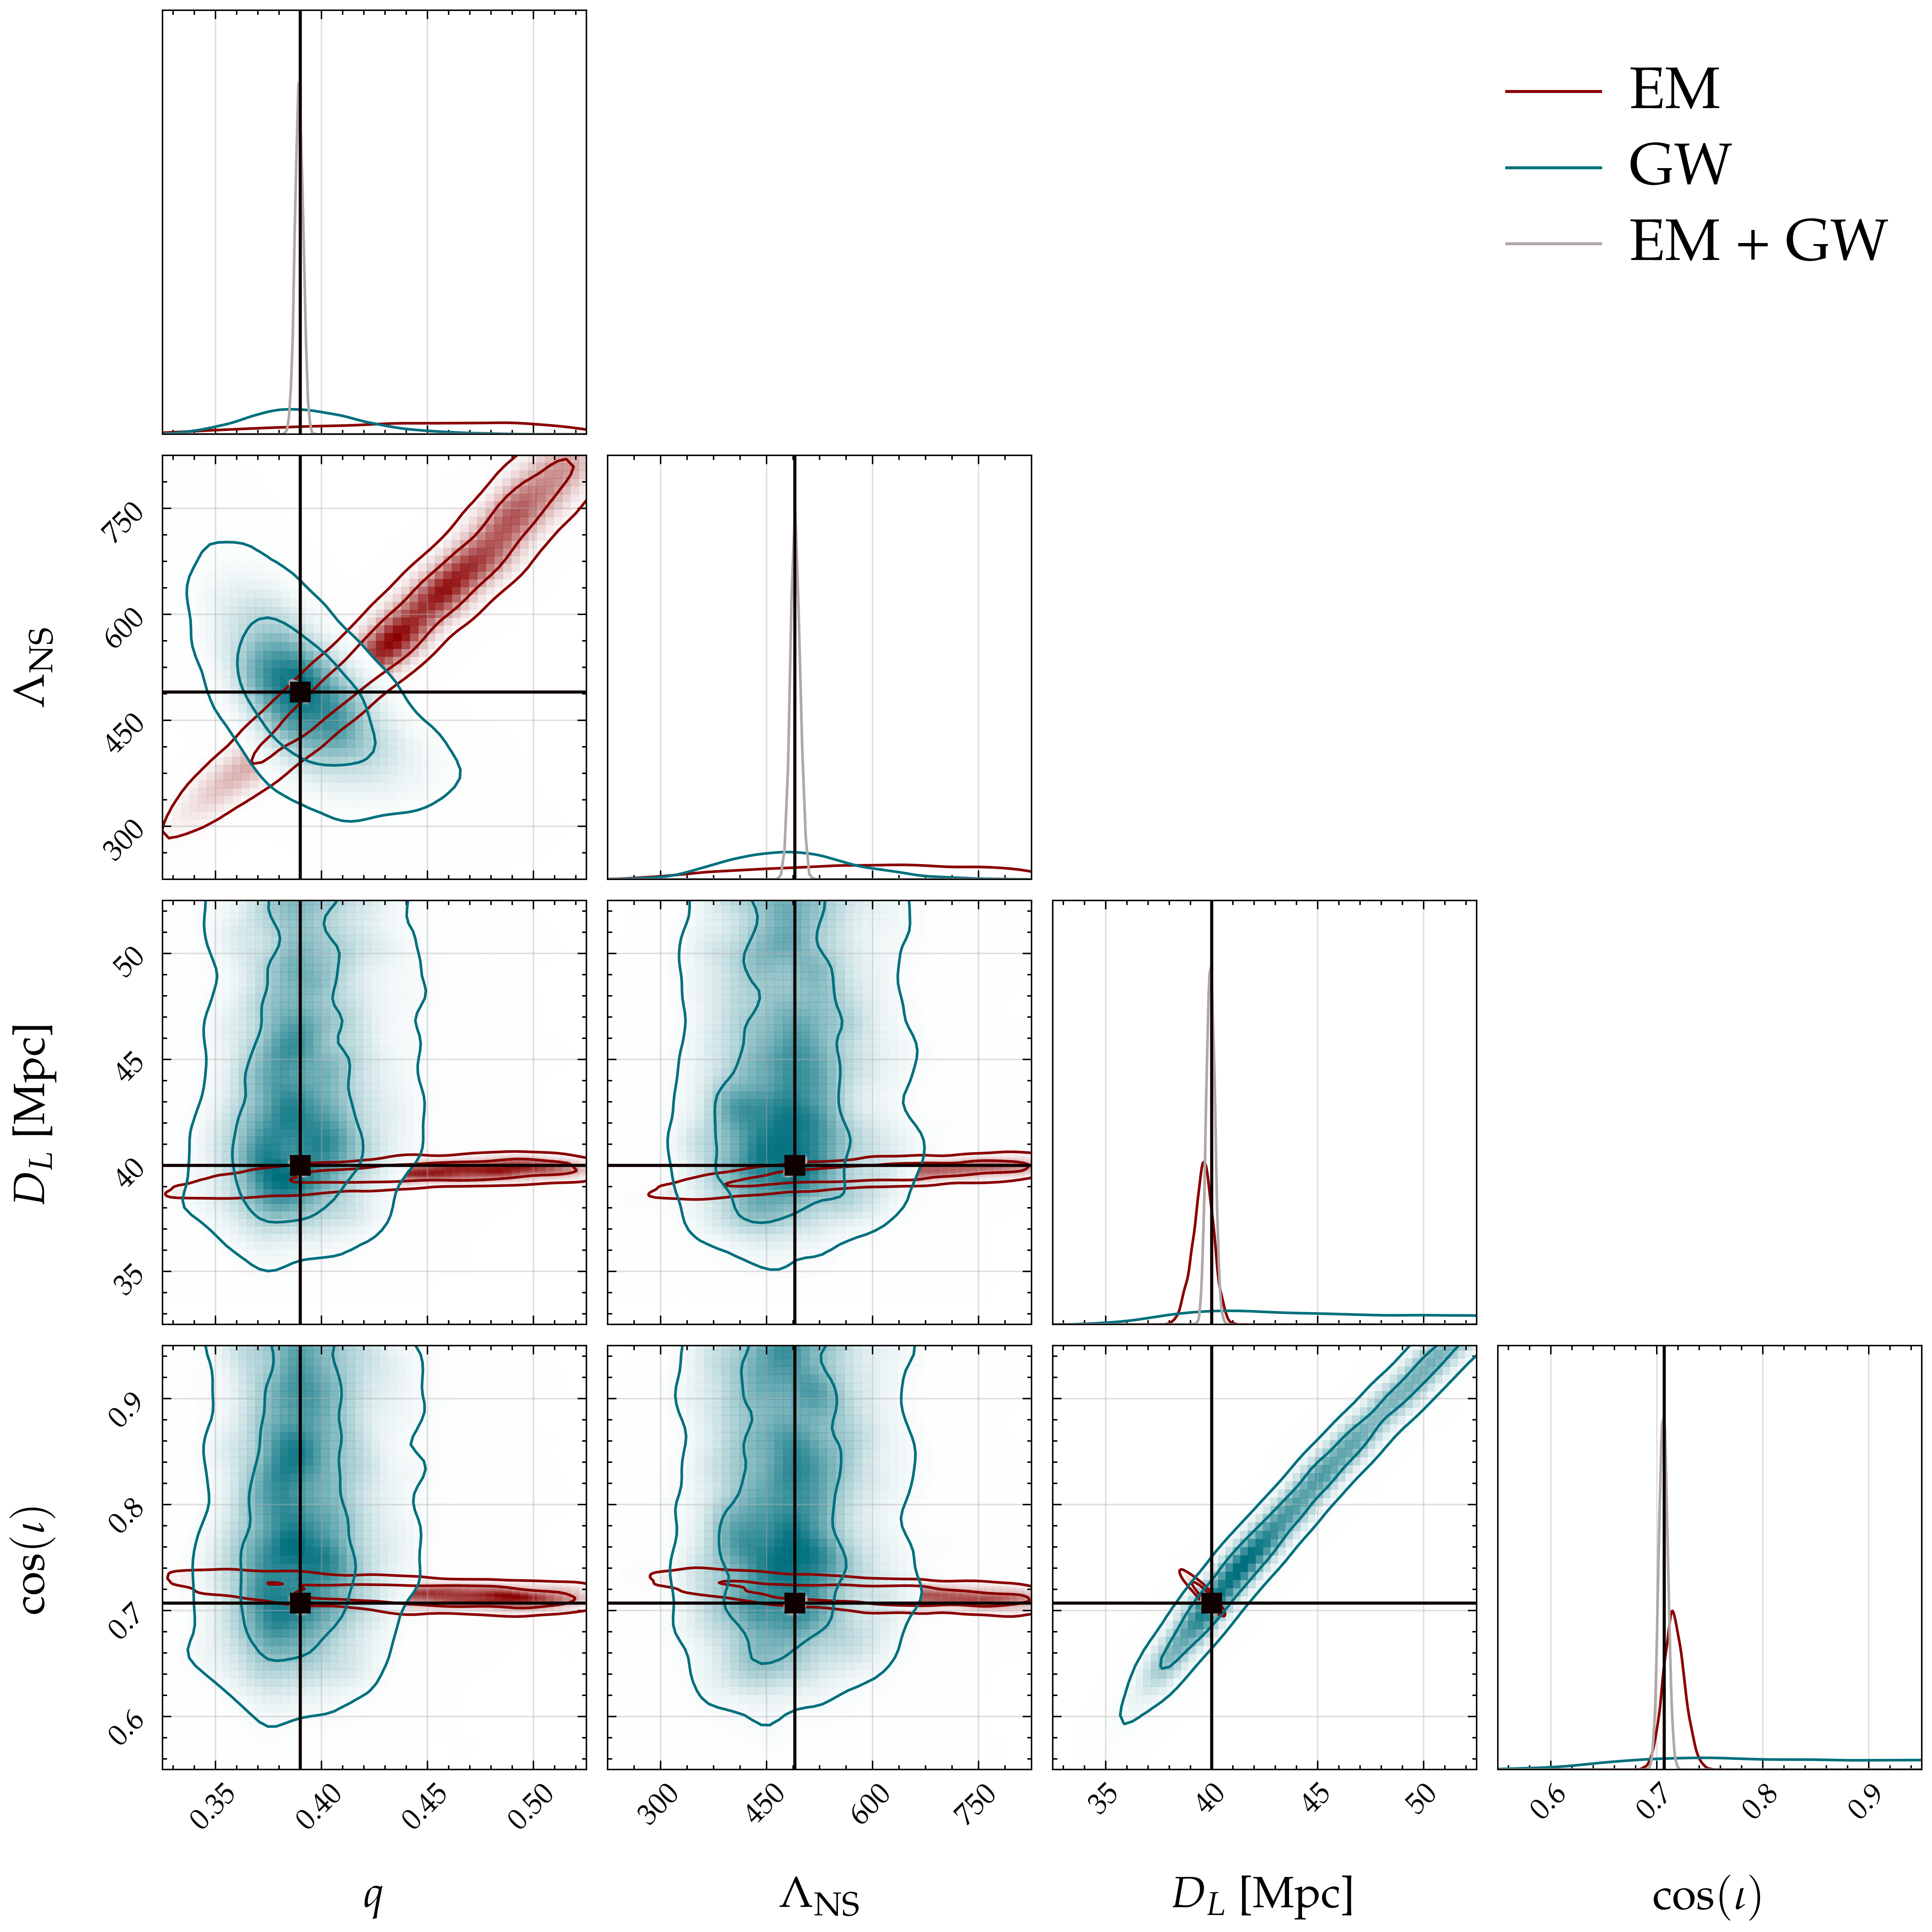 EM
GW
EM + GW
Λ_NS
750
600
450
300
D_L [Mpc]
50
45
40
35
cos(ι)
0.9
0.8
0.7
0.6
0.35 0.40 0.45 0.50
300 450 600 750
35 40 45 50
0.6 0.7 0.8 0.9
q
Λ_NS
D_L [Mpc]
cos(ι)